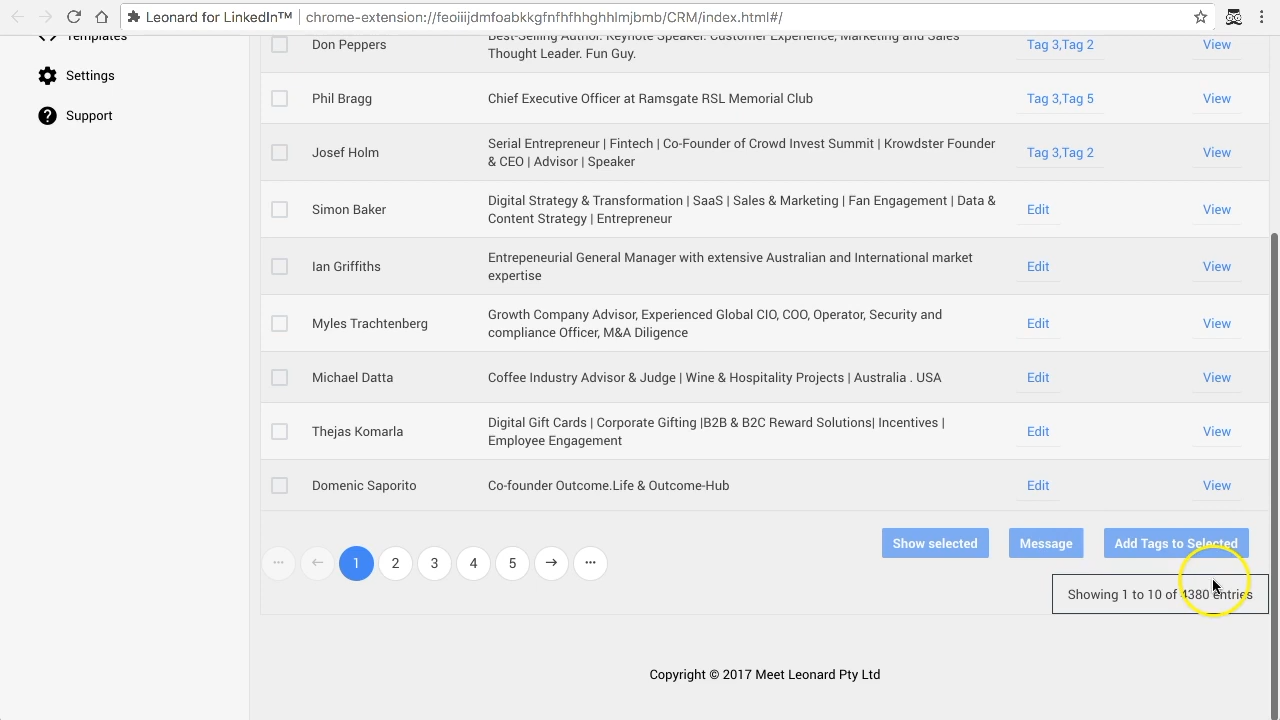 Leonard for LinkedIn™ chrome-extension://feoiiijdmfoabkkgfnfhfhhghhlmjbmb/CRM/index.html#/
Templates
Settings
Support
Don Peppers
Best-Selling Author. Keynote Speaker. Customer Experience, Marketing and Sales
Thought Leader. Fun Guy.
Tag 3,Tag 2
View
Phil Bragg
Chief Executive Officer at Ramsgate RSL Memorial Club
Tag 3,Tag 5
View
Josef Holm
Serial Entrepreneur | Fintech | Co-Founder of Crowd Invest Summit | Krowdster Founder
& CEO | Advisor | Speaker
Tag 3,Tag 2
View
Simon Baker
Digital Strategy & Transformation | SaaS | Sales & Marketing | Fan Engagement | Data &
Content Strategy | Entrepreneur
Edit
View
Ian Griffiths
Entrepeneurial General Manager with extensive Australian and International market
expertise
Edit
View
Myles Trachtenberg
Growth Company Advisor, Experienced Global CIO, COO, Operator, Security and
compliance Officer, M&A Diligence
Edit
View
Michael Datta
Coffee Industry Advisor & Judge | Wine & Hospitality Projects | Australia . USA
Edit
View
Thejas Komarla
Digital Gift Cards | Corporate Gifting |B2B & B2C Reward Solutions| Incentives |
Employee Engagement
Edit
View
Domenic Saporito
Co-founder Outcome.Life & Outcome-Hub
Edit
View
Show selected
Message
Add Tags to Selected
1 2 3 4 5
Showing 1 to 10 of 4380 entries
Copyright © 2017 Meet Leonard Pty Ltd